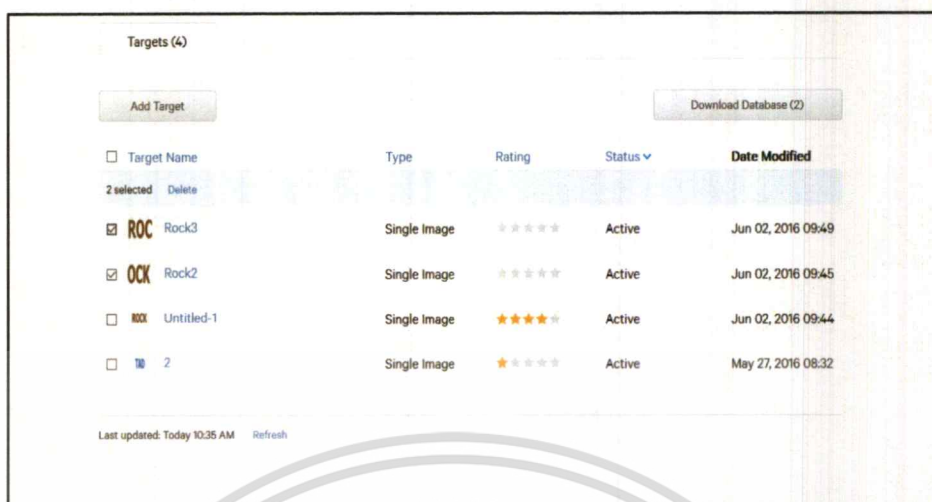 Targets (4)
Add Target
Download Database (2)
Target Name Type Rating Status Date Modified
2 selected Delete
ROC Rock3 Single Image Active Jun 02, 2016 09:49
OCK Rock2 Single Image Active Jun 02, 2016 09:45
ROCK Untitled-1 Single Image Active Jun 02, 2016 09:44
TAO 2 Single Image Active May 27, 2016 08:32
Last updated: Today 10:35 AM Refresh